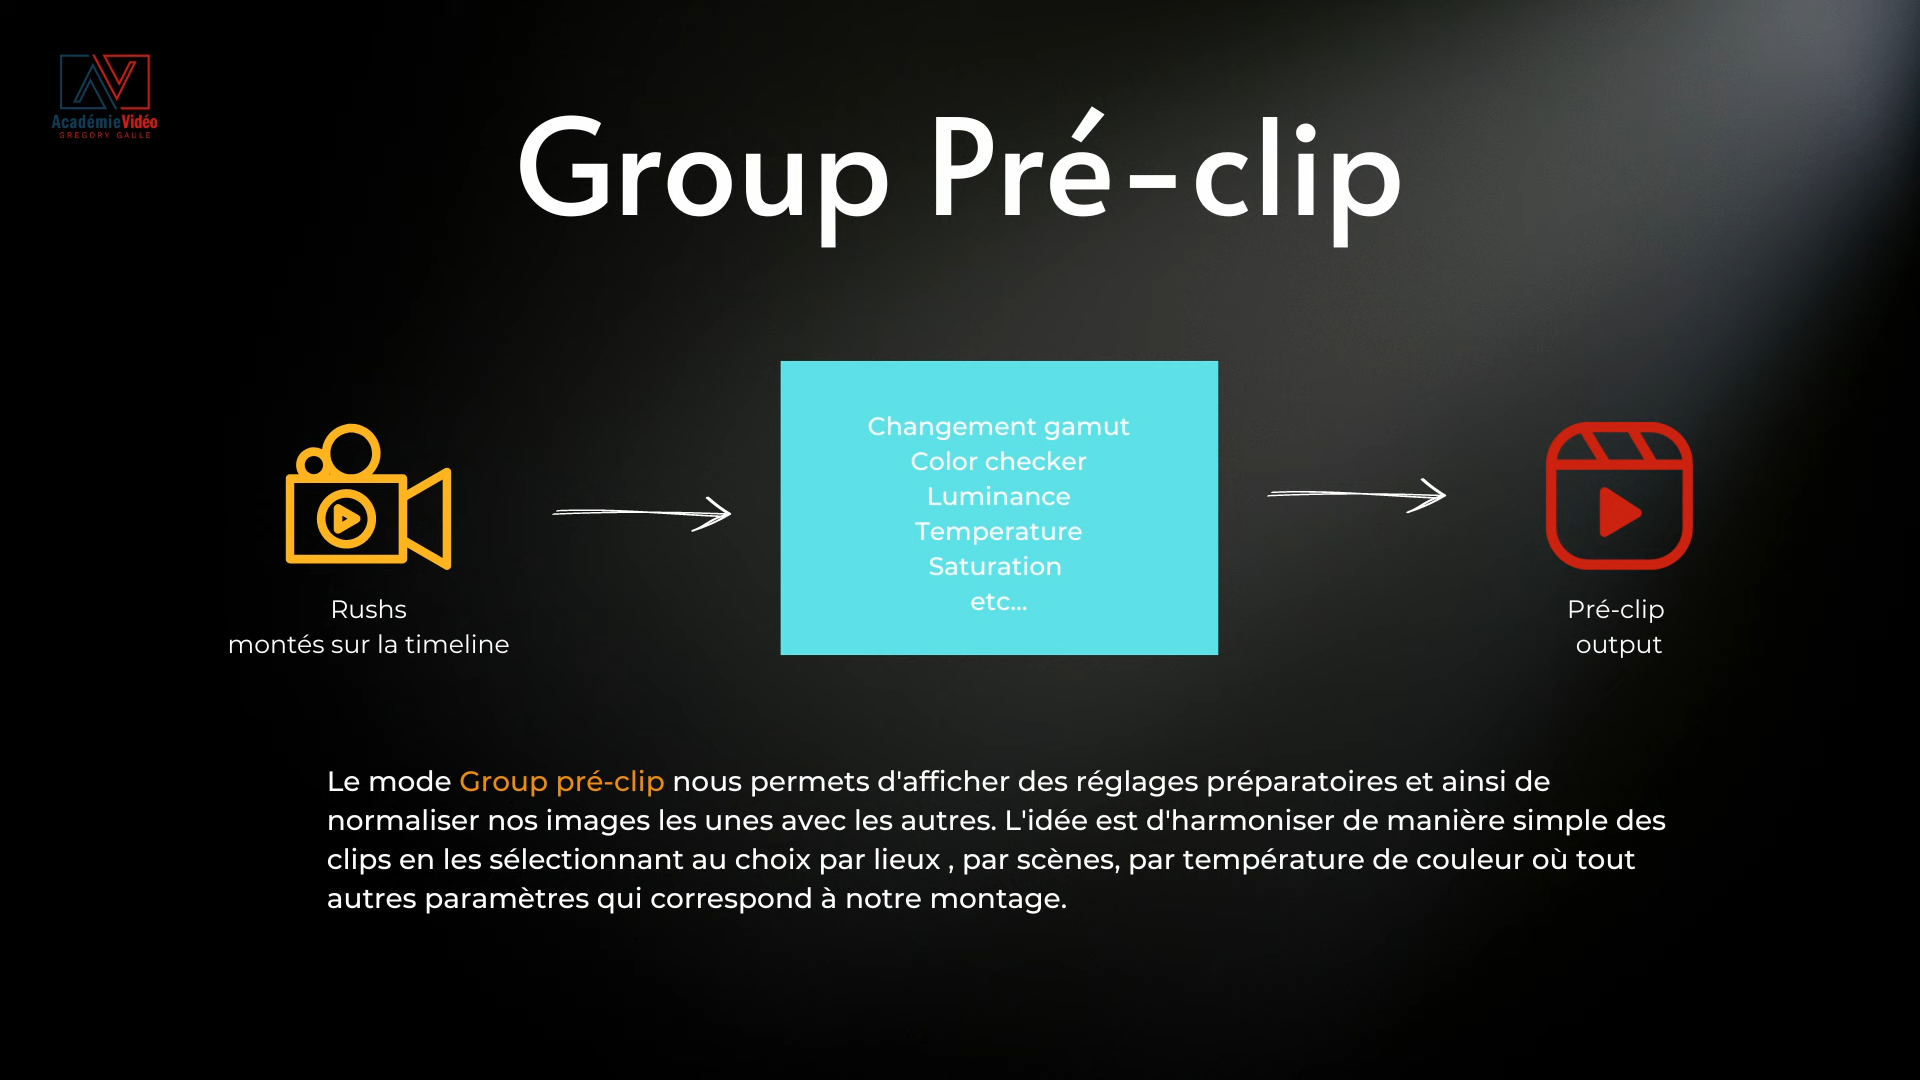 AcadémieVidéo
GREGORY GAULE
Group Pré-clip
Changement gamut
Color checker
Luminance
Temperature
Saturation
etc...
Rushs
montés sur la timeline
Pré-clip
output
Le mode Group pré-clip nous permets d'afficher des réglages préparatoires et ainsi de
normaliser nos images les unes avec les autres. L'idée est d'harmoniser de manière simple des
clips en les sélectionnant au choix par lieux , par scènes, par température de couleur où tout
autres paramètres qui correspond à notre montage.